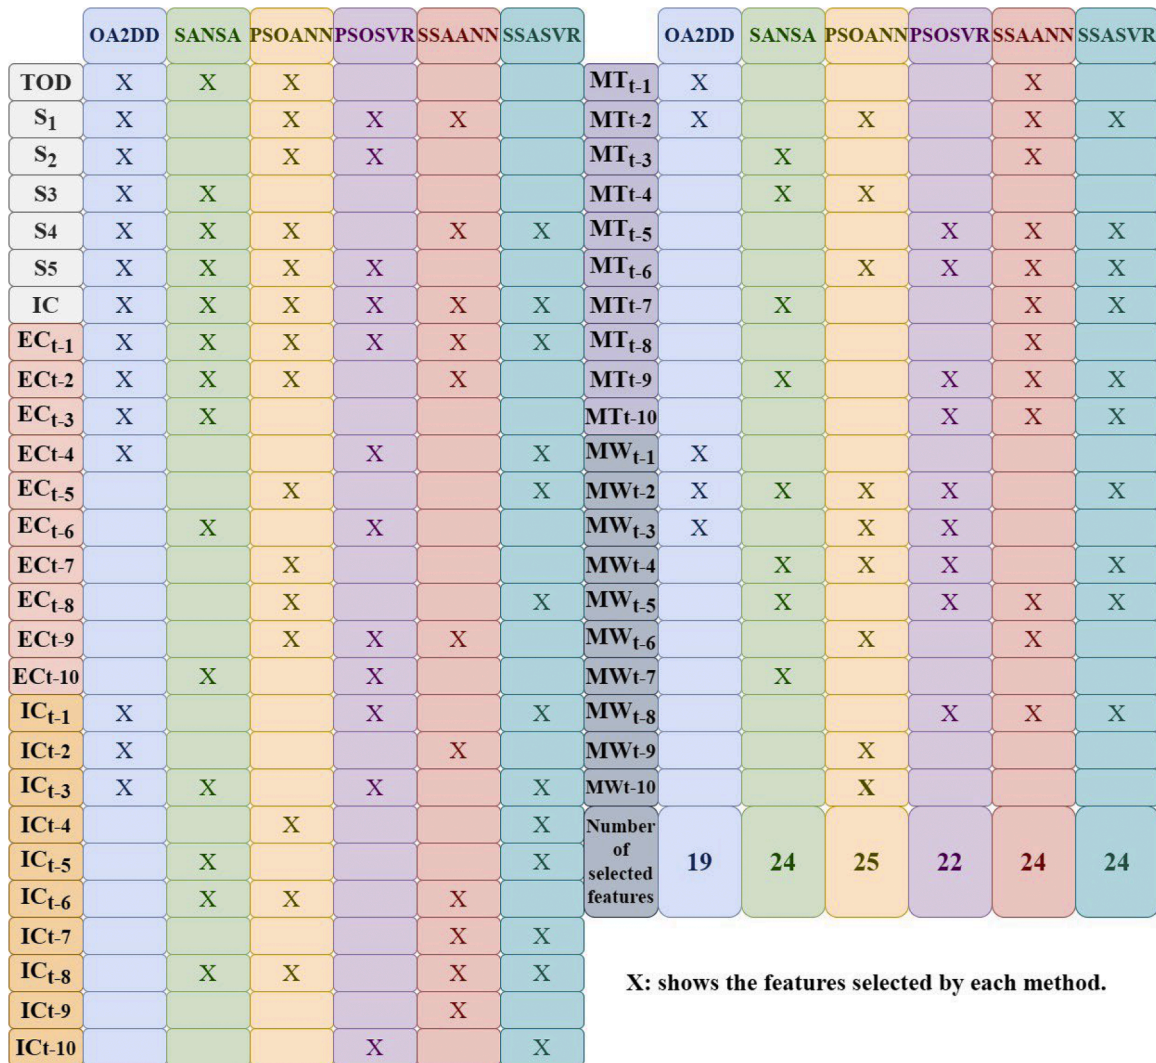 OA2DD SANSA PSOANN PSOSVR SSAANN SSASVR
TOD X X X
S1 X X X X
S2 X X X
S3 X X
S4 X X X X X
S5 X X X X
IC X X X X X X
ECt-1 X X X X X X
ECt-2 X X X X
ECt-3 X X
ECt-4 X X X
ECt-5 X X
ECt-6 X X
ECt-7 X
ECt-8 X X
ECt-9 X X X
ECt-10 X X
ICt-1 X X X
ICt-2 X X
ICt-3 X X X X
ICt-4 X X
ICt-5 X X
ICt-6 X X X
ICt-7 X X
ICt-8 X X X X
ICt-9 X
ICt-10 X X
OA2DD SANSA PSOANN PSOSVR SSAANN SSASVR
MTt-1 X X
MTt-2 X X X X
MTt-3 X X
MTt-4 X X
MTt-5 X X X
MTt-6 X X X X
MTt-7 X X X
MTt-8 X
MTt-9 X X X X
MTt-10 X X X
MWt-1 X
MWt-2 X X X X X
MWt-3 X X X
MWt-4 X X X X
MWt-5 X X X X
MWt-6 X X
MWt-7 X
MWt-8 X X X
MWt-9 X
MWt-10 X
Number
of
selected
features
19 24 25 22 24 24
X: shows the features selected by each method.